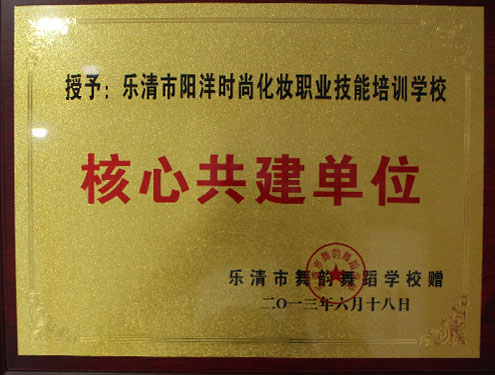 授予：乐清市阳洋时尚化妆职业技能培训学校
核心共建单位
乐清市舞韵舞蹈学校赠
二〇一三年六月十八日